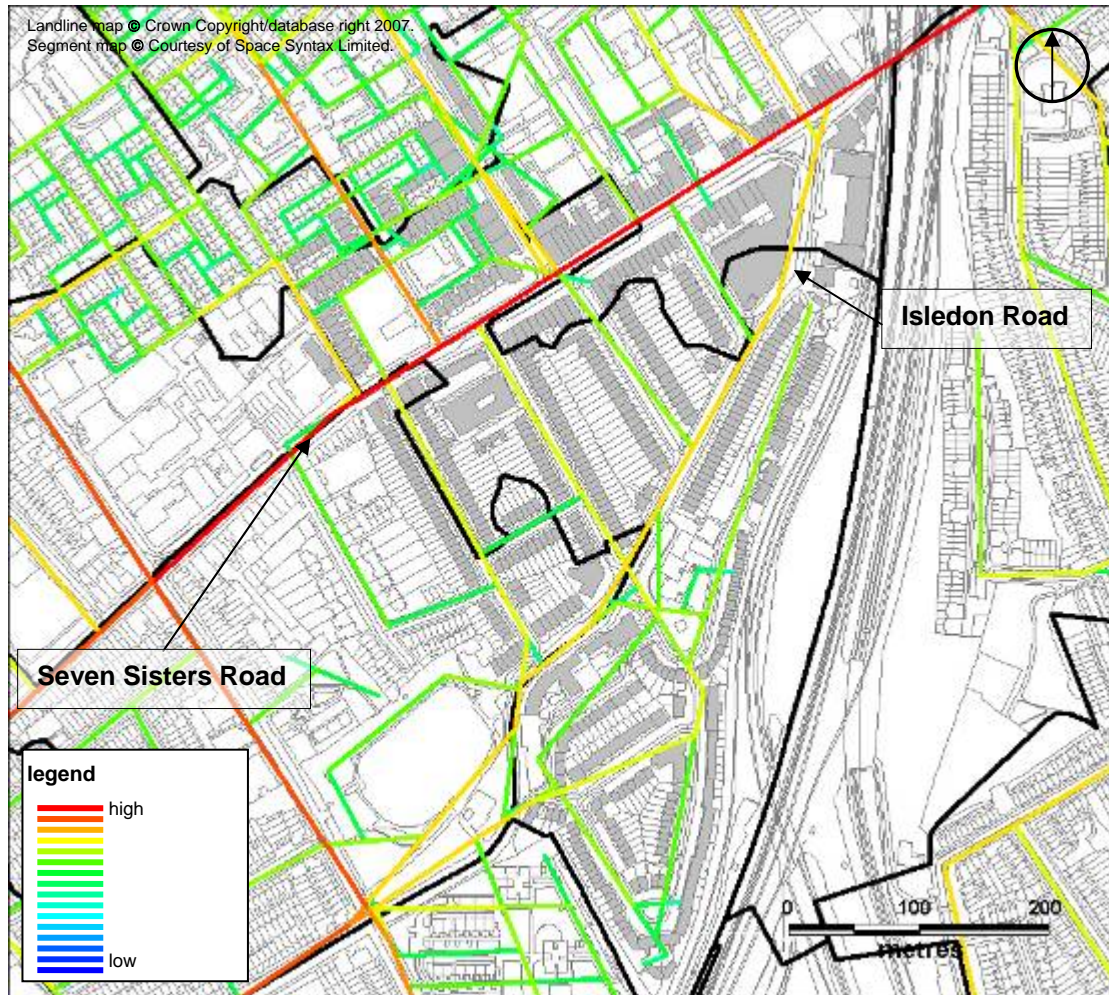 Landline map © Crown Copyright/database right 2007.
Segment map © Courtesy of Space Syntax Limited.
Isledon Road
Seven Sisters Road
legend
high
low
0 100 200
metres